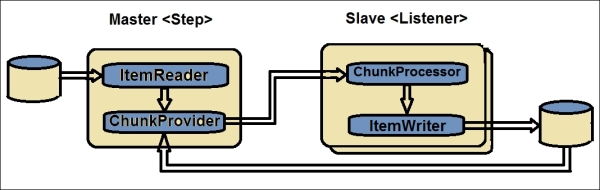 Master <Step>
Slave <Listener>
ItemReader
ChunkProvider
ChunkProcessor
ItemWriter